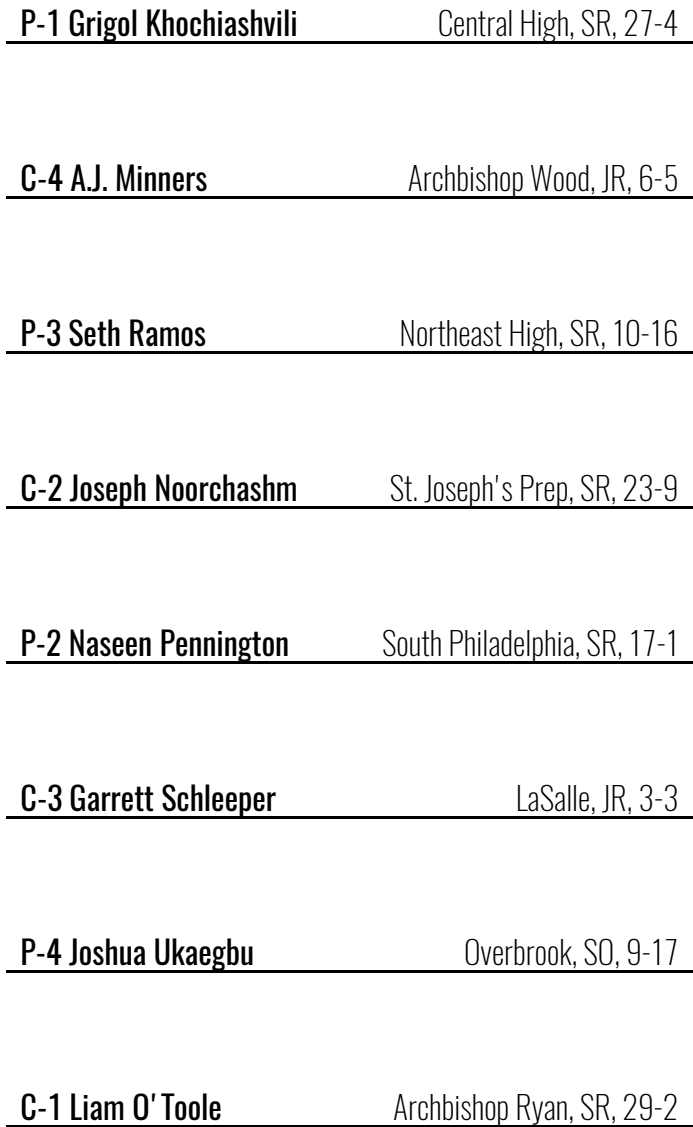 P-1 Grigol Khochiashvili Central High, SR, 27-4
C-4 A.J. Minners Archbishop Wood, JR, 6-5
P-3 Seth Ramos Northeast High, SR, 10-16
C-2 Joseph Noorchashm St. Joseph's Prep, SR, 23-9
P-2 Naseen Pennington South Philadelphia, SR, 17-1
C-3 Garrett Schleeper LaSalle, JR, 3-3
P-4 Joshua Ukaegbu Overbrook, SO, 9-17
C-1 Liam O'Toole Archbishop Ryan, SR, 29-2